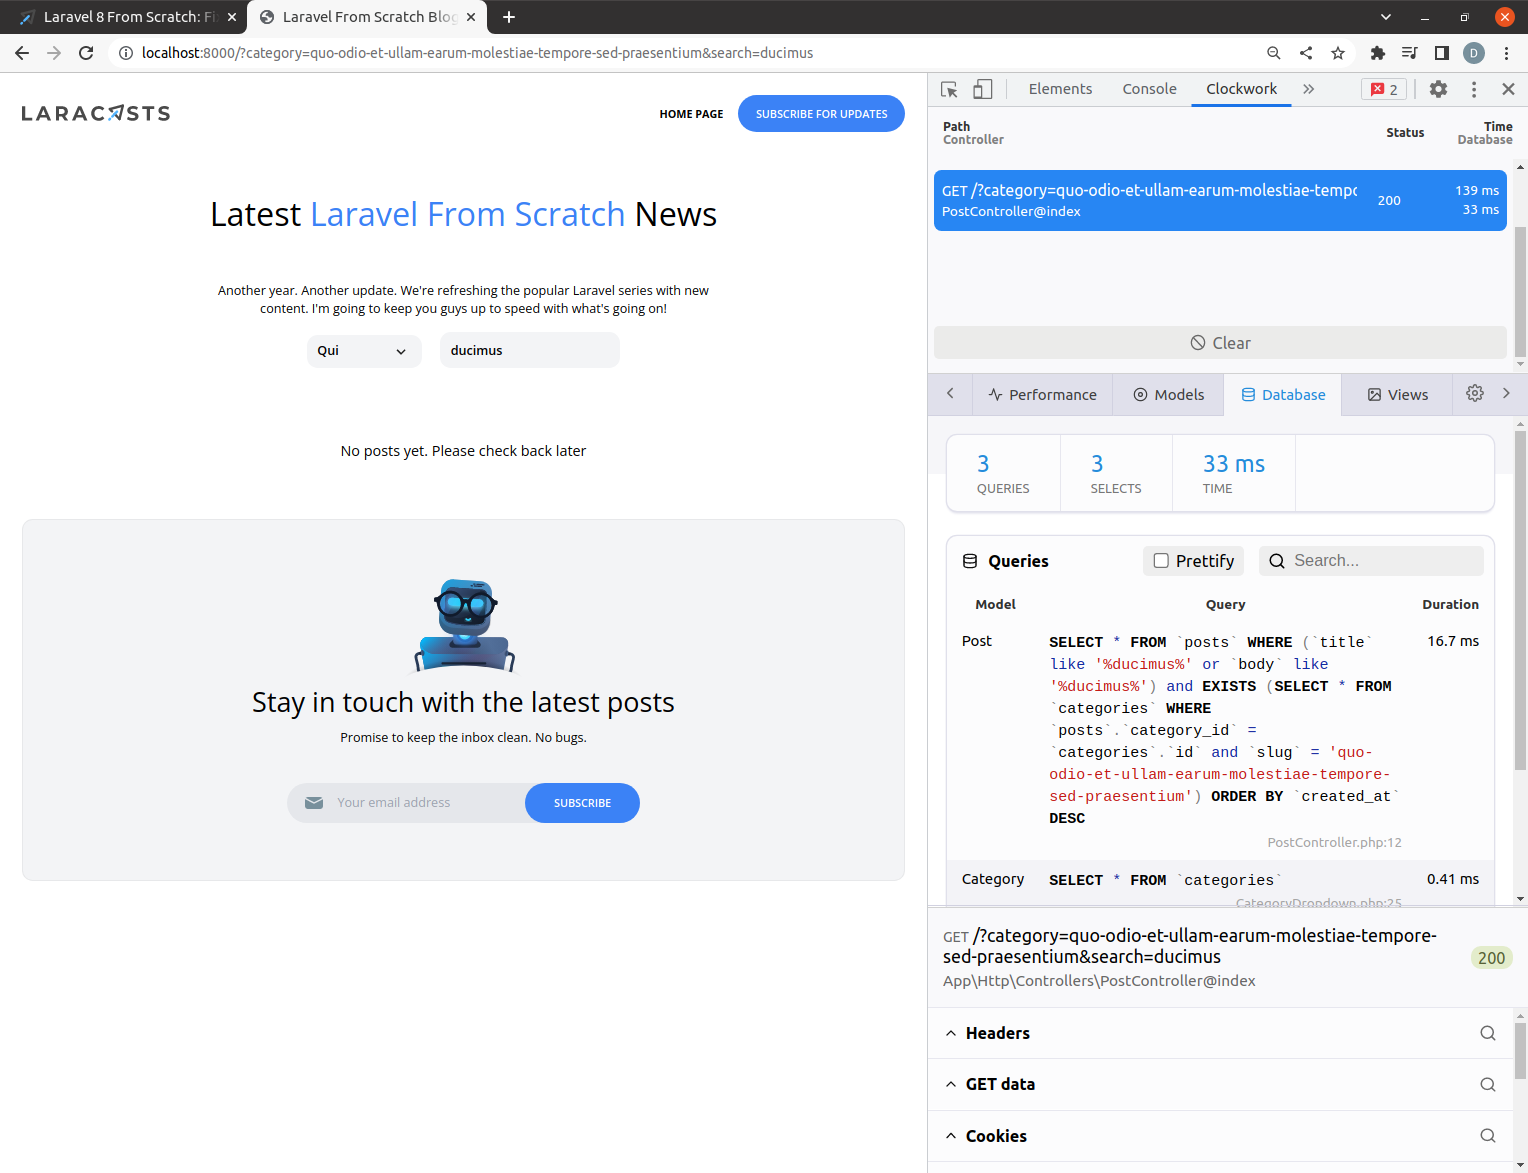 Laravel 8 From Scratch: Fi
Laravel From Scratch Blog
localhost:8000/?category=quo-odio-et-ullam-earum-molestiae-tempore-sed-praesentium&search=ducimus
D
LARACASTS
HOME PAGE
SUBSCRIBE FOR UPDATES
Latest Laravel From Scratch News
Another year. Another update. We're refreshing the popular Laravel series with new
content. I'm going to keep you guys up to speed with what's going on!
Qui
ducimus
No posts yet. Please check back later
Stay in touch with the latest posts
Promise to keep the inbox clean. No bugs.
Your email address
SUBSCRIBE
Elements
Console
Clockwork
2
Path
Controller
Status
Time
Database
GET /?category=quo-odio-et-ullam-earum-molestiae-tempo
PostController@index
200
139 ms
33 ms
Clear
Performance
Models
Database
Views
3
QUERIES
3
SELECTS
33 ms
TIME
Queries
Prettify
Search...
Model
Query
Duration
Post
SELECT * FROM `posts` WHERE (`title`
like '%ducimus%' or `body` like
'%ducimus%') and EXISTS (SELECT * FROM
`categories` WHERE
`posts`.`category_id` =
`categories`.`id` and `slug` = 'quo-
odio-et-ullam-earum-molestiae-tempore-
sed-praesentium') ORDER BY `created_at`
DESC
16.7 ms
PostController.php:12
Category
SELECT * FROM `categories`
0.41 ms
CategoryDropdown.php:25
GET /?category=quo-odio-et-ullam-earum-molestiae-tempore-
sed-praesentium&search=ducimus
200
App\Http\Controllers\PostController@index
Headers
GET data
Cookies